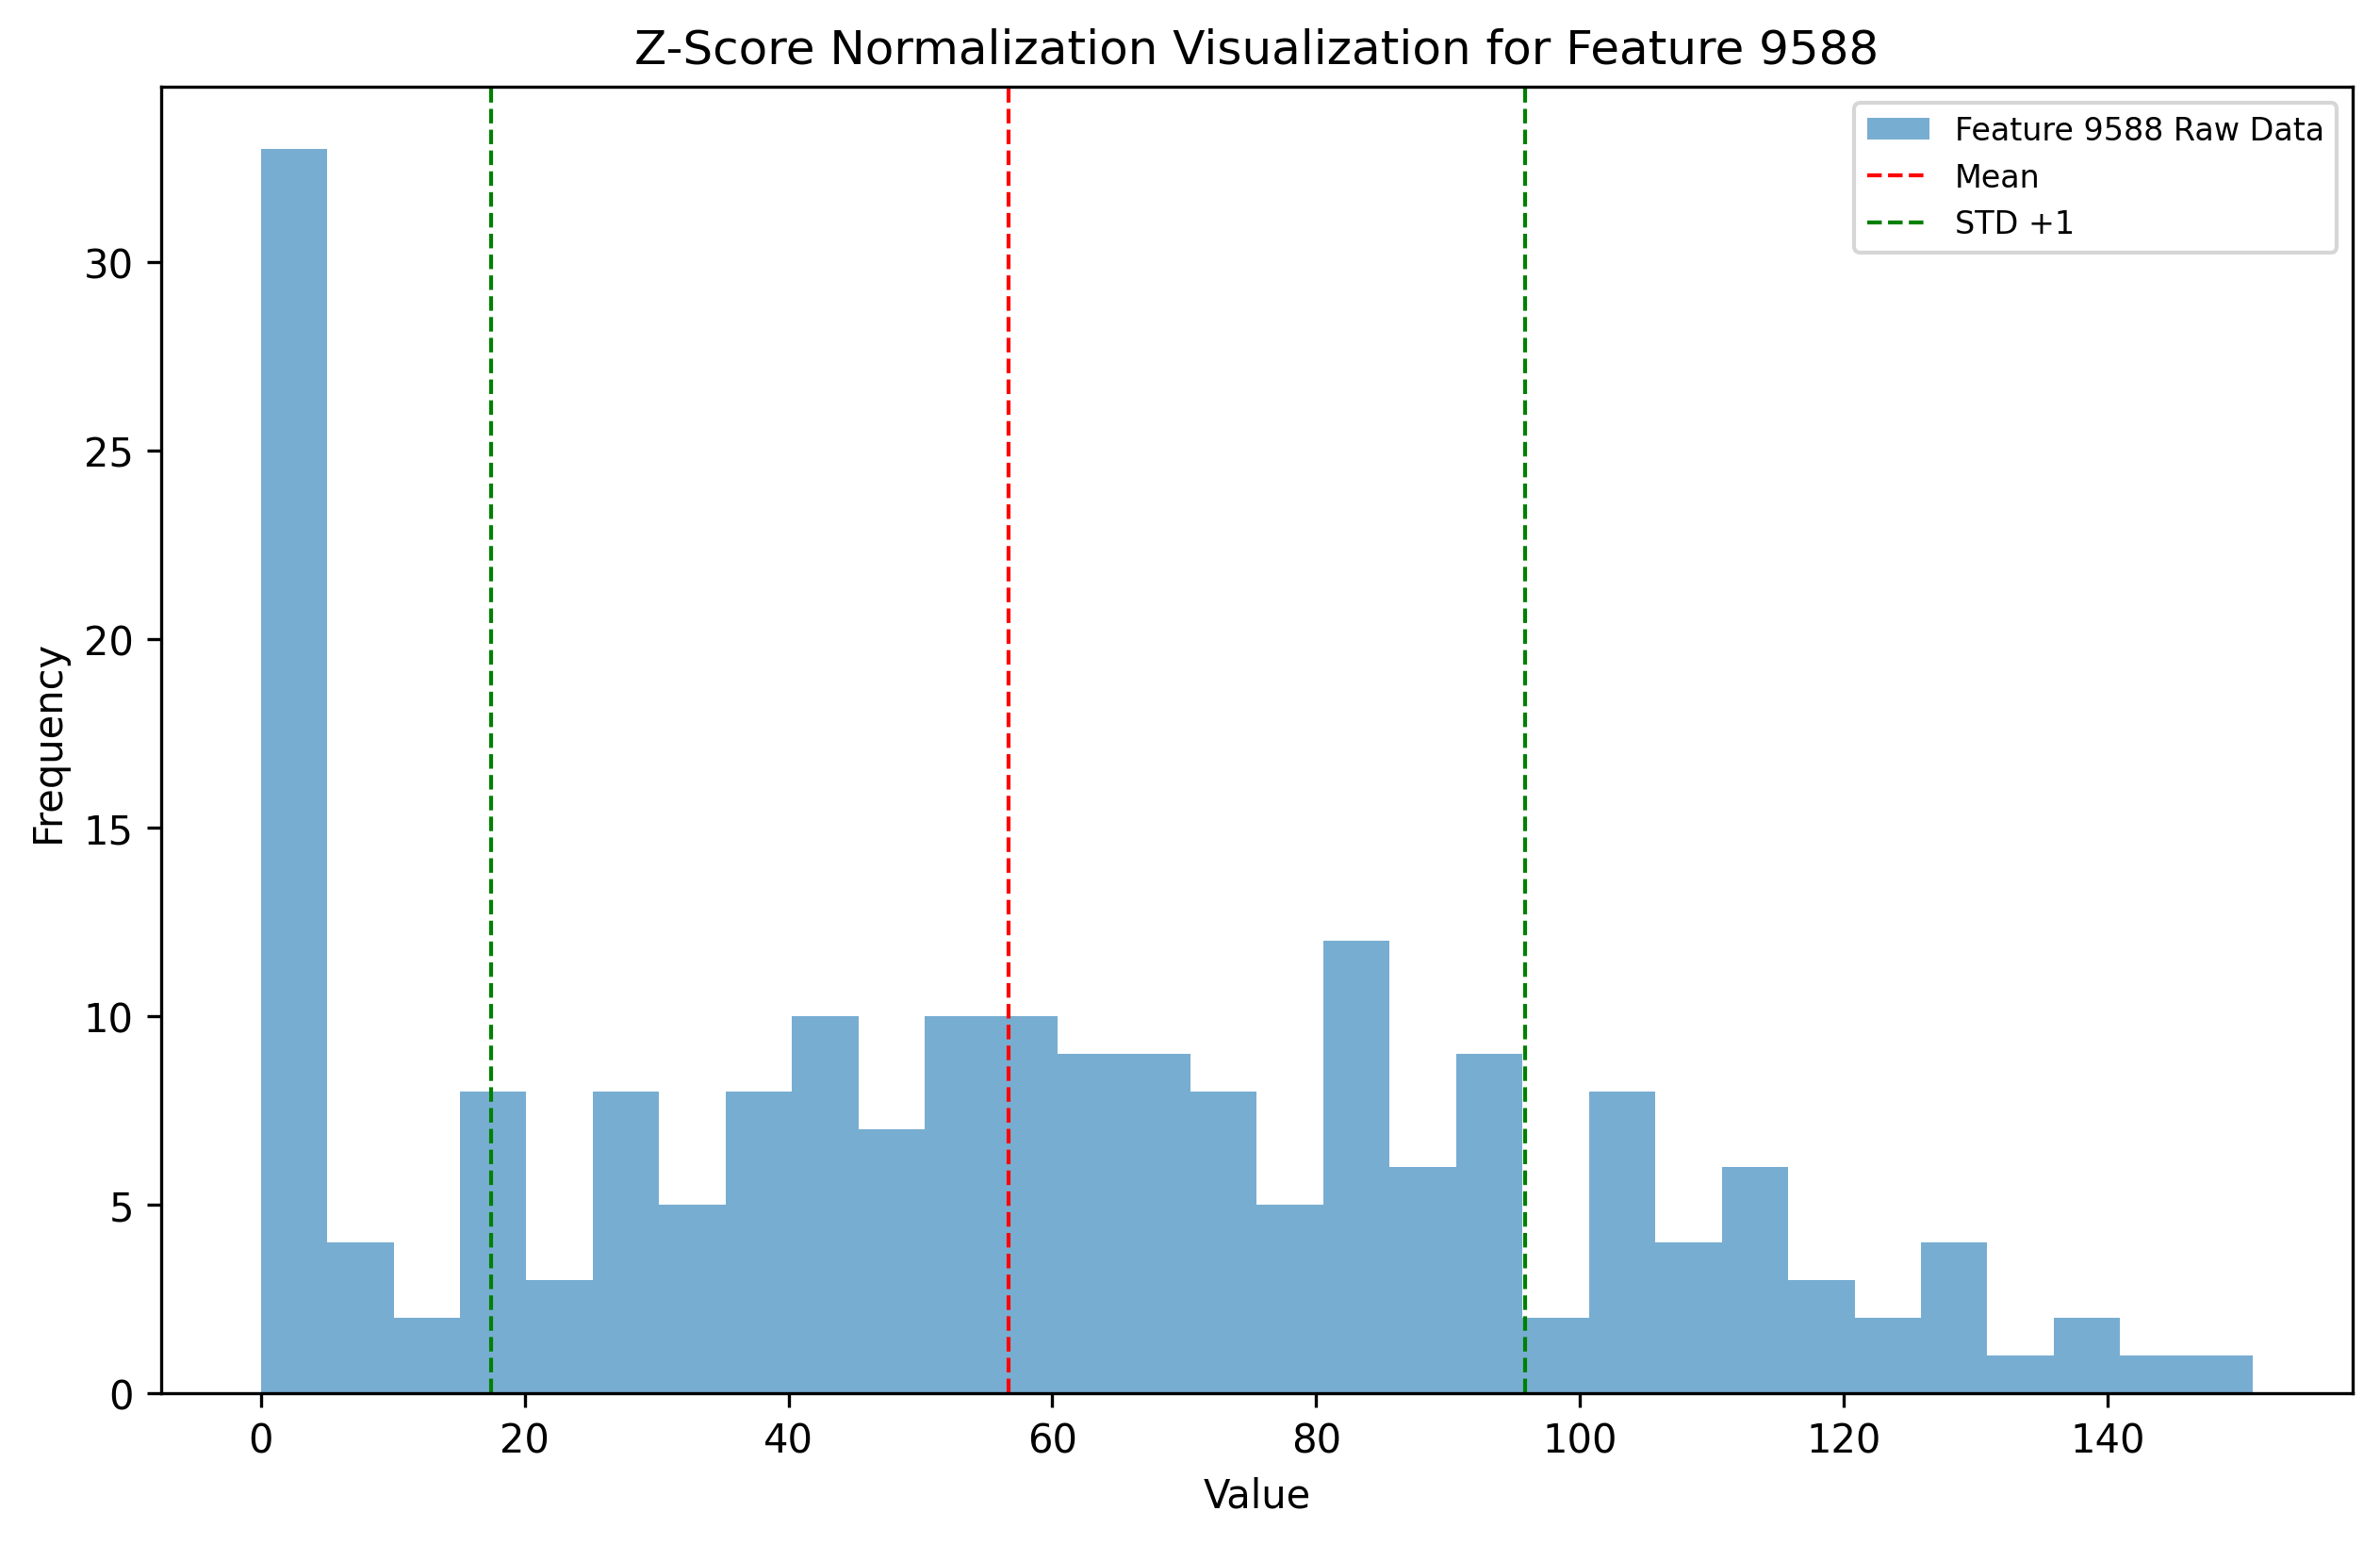 Z-Score Normalization Visualization for Feature 9588
Feature 9588 Raw Data
Mean
STD +1
30
25
20
15
10
5
0
Frequency
0 20 40 60 80 100 120 140
Value